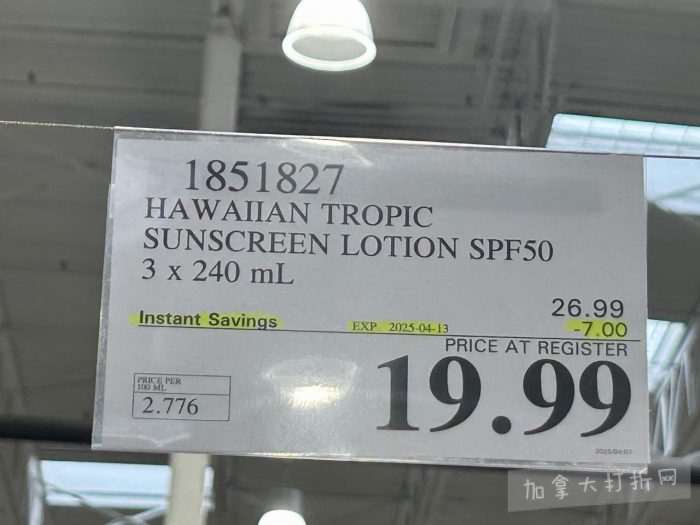 1851827
HAWAIIAN TROPIC
SUNSCREEN LOTION SPF50
3 x 240 mL
26.99
Instant Savings EXP. 2025-04-13 -7.00
PRICE AT REGISTER
19.99
PRICE PER
100 ML
2.776
加拿大打折网